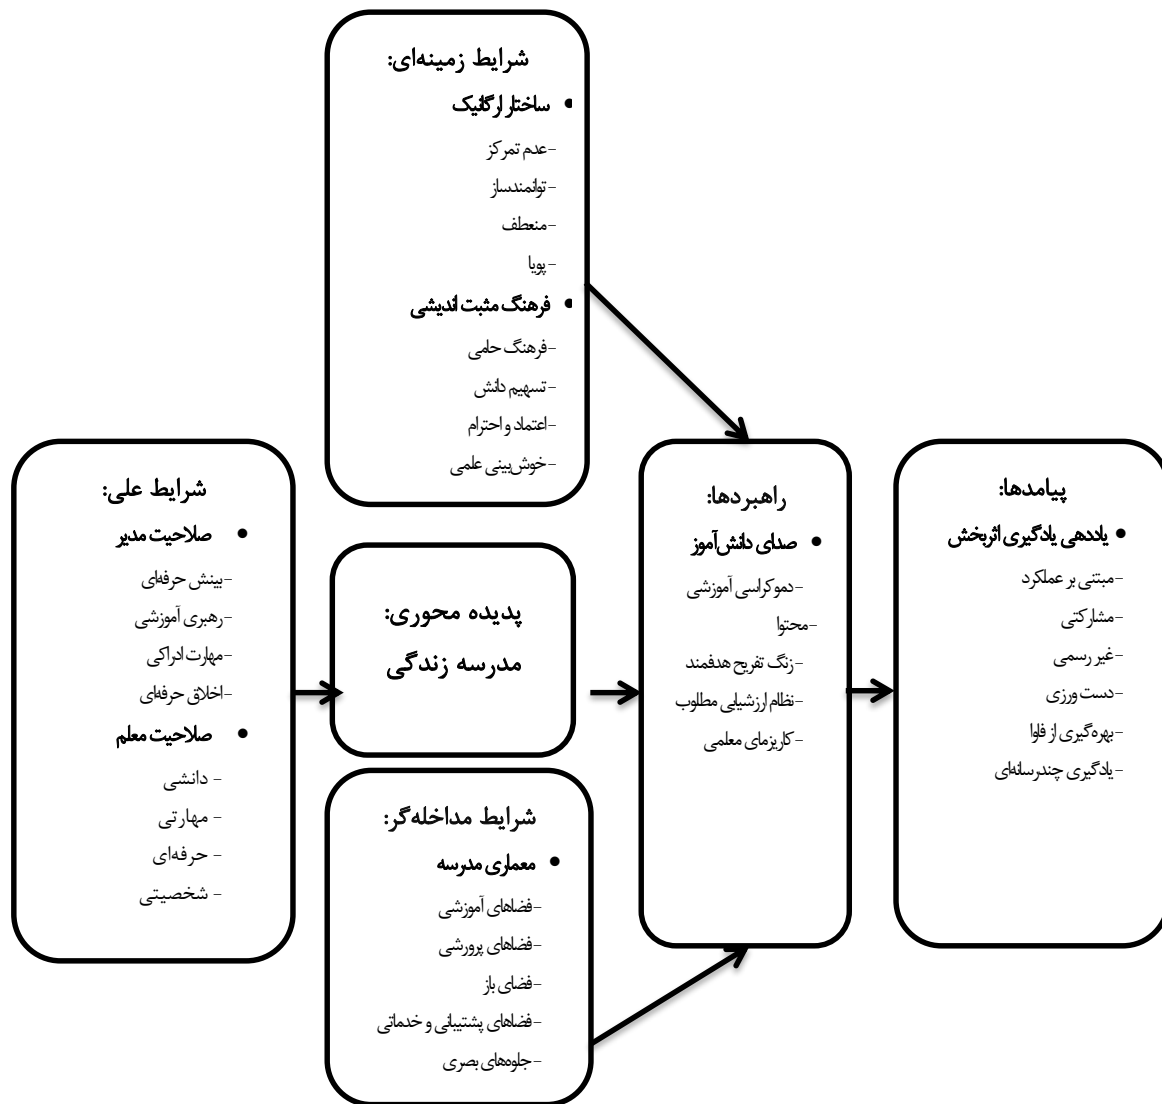 شرایط زمینه‌ای:
• ساختار ارگانیک
-عدم تمرکز
-توانمندساز
-منعطف
-پویا
• فرهنگ مثبت اندیشی
-فرهنگ حامی
-تسهیم دانش
-اعتماد و احترام
-خوش‌بینی علمی
شرایط علی:
• صلاحیت مدیر
-بینش حرفه‌ای
-رهبری آموزشی
-مهارت ادراکی
-اخلاق حرفه‌ای
• صلاحیت معلم
- دانشی
- مهارتی
- حرفه‌ای
- شخصیتی
پدیده محوری:
مدرسه زندگی
شرایط مداخله‌گر:
• معماری مدرسه
-فضاهای آموزشی
-فضاهای پرورشی
-فضای باز
-فضاهای پشتیبانی و خدماتی
-جلوه‌های بصری
راهبردها:
• صدای دانش‌آموز
-دموکراسی آموزشی
-محتوا
-زنگ تفریح هدفمند
-نظام ارزشیابی مطلوب
-کاریزمای معلمی
پیامدها:
• یاددهی یادگیری اثربخش
-مبتنی بر عملکرد
-مشارکتی
-غیر رسمی
-دست ورزی
-بهره‌گیری از فاوا
-یادگیری چندرسانه‌ای